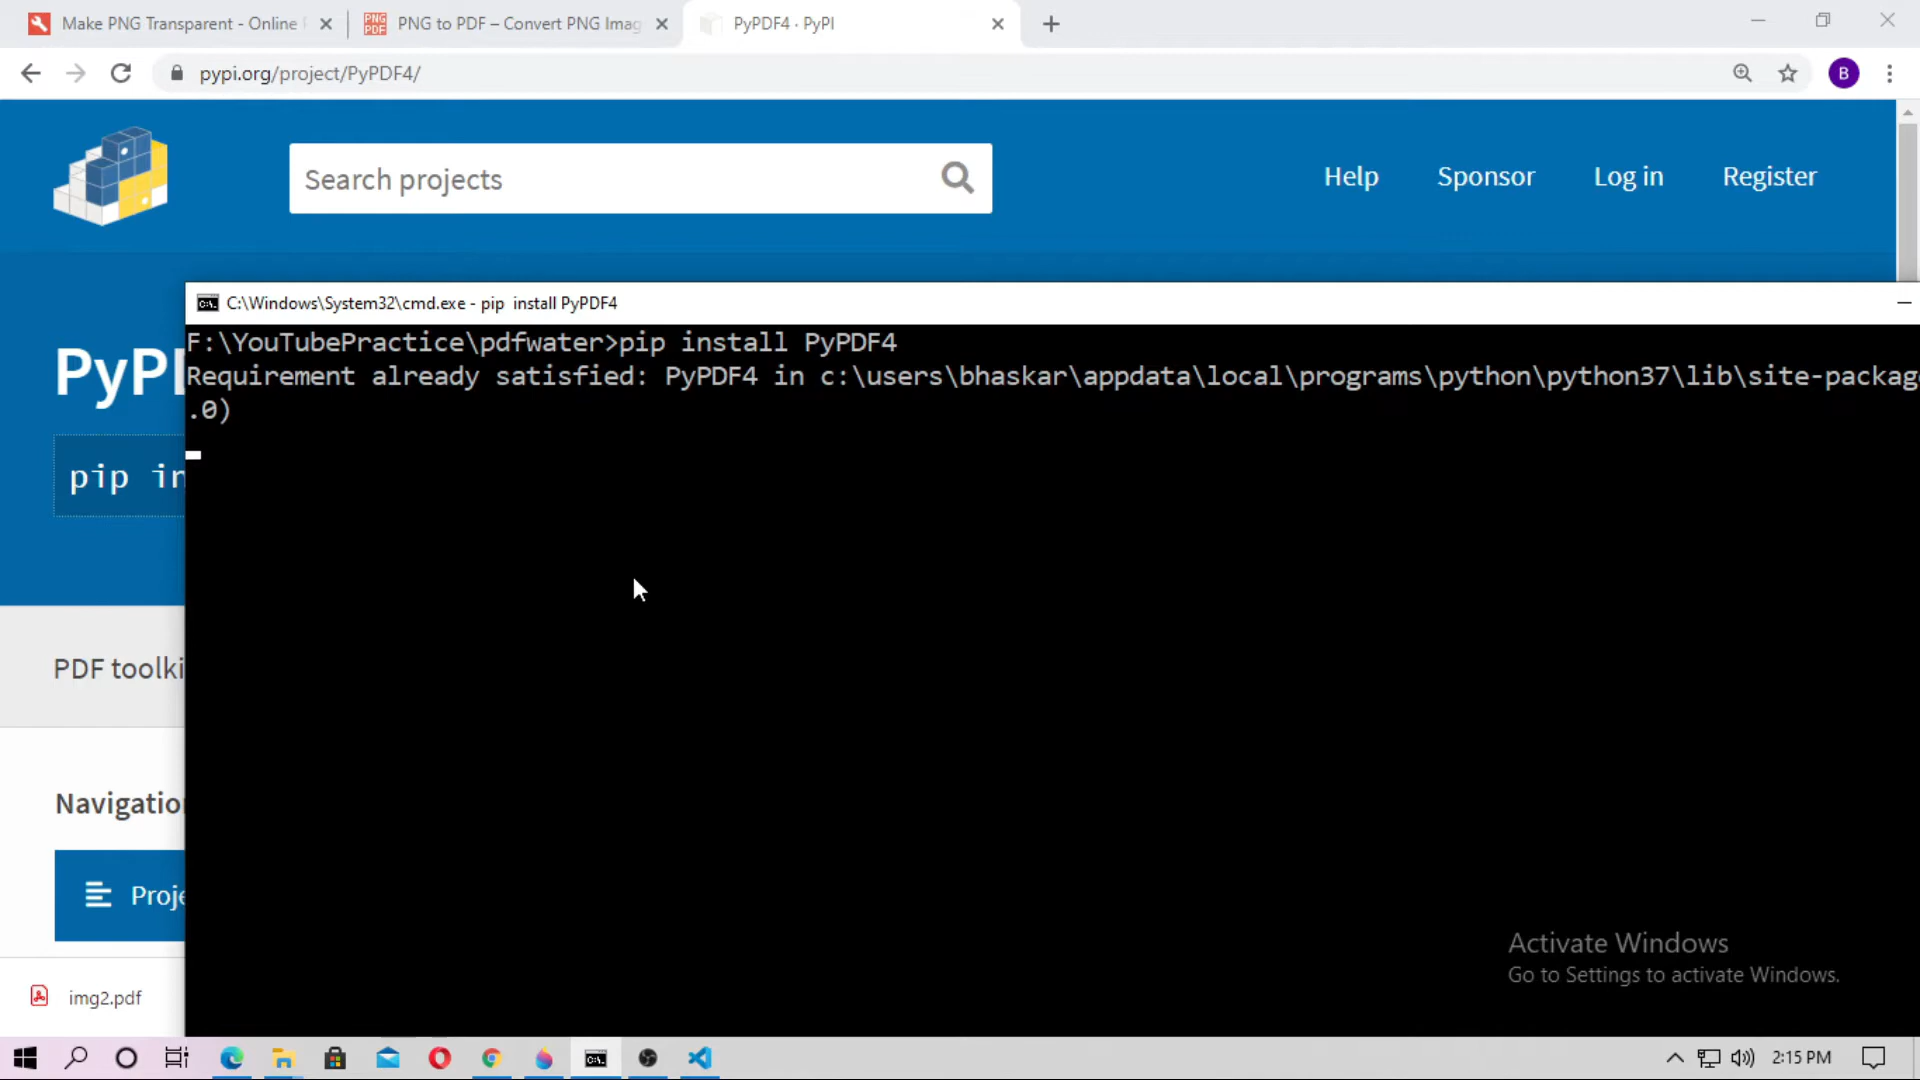 Make PNG Transparent - Online
PNG to PDF – Convert PNG Imag
PyPDF4 · PyPI
pypi.org/project/PyPDF4/
B
Search projects
Help
Sponsor
Log in
Register
C:\Windows\System32\cmd.exe - pip  install PyPDF4
F:\YouTubePractice\pdfwater>pip install PyPDF4
Requirement already satisfied: PyPDF4 in c:\users\bhaskar\appdata\local\programs\python\python37\lib\site-packag
.0)
PyP
pip in
PDF toolki
Navigation
Proje
Activate Windows
Go to Settings to activate Windows.
img2.pdf
2:15 PM